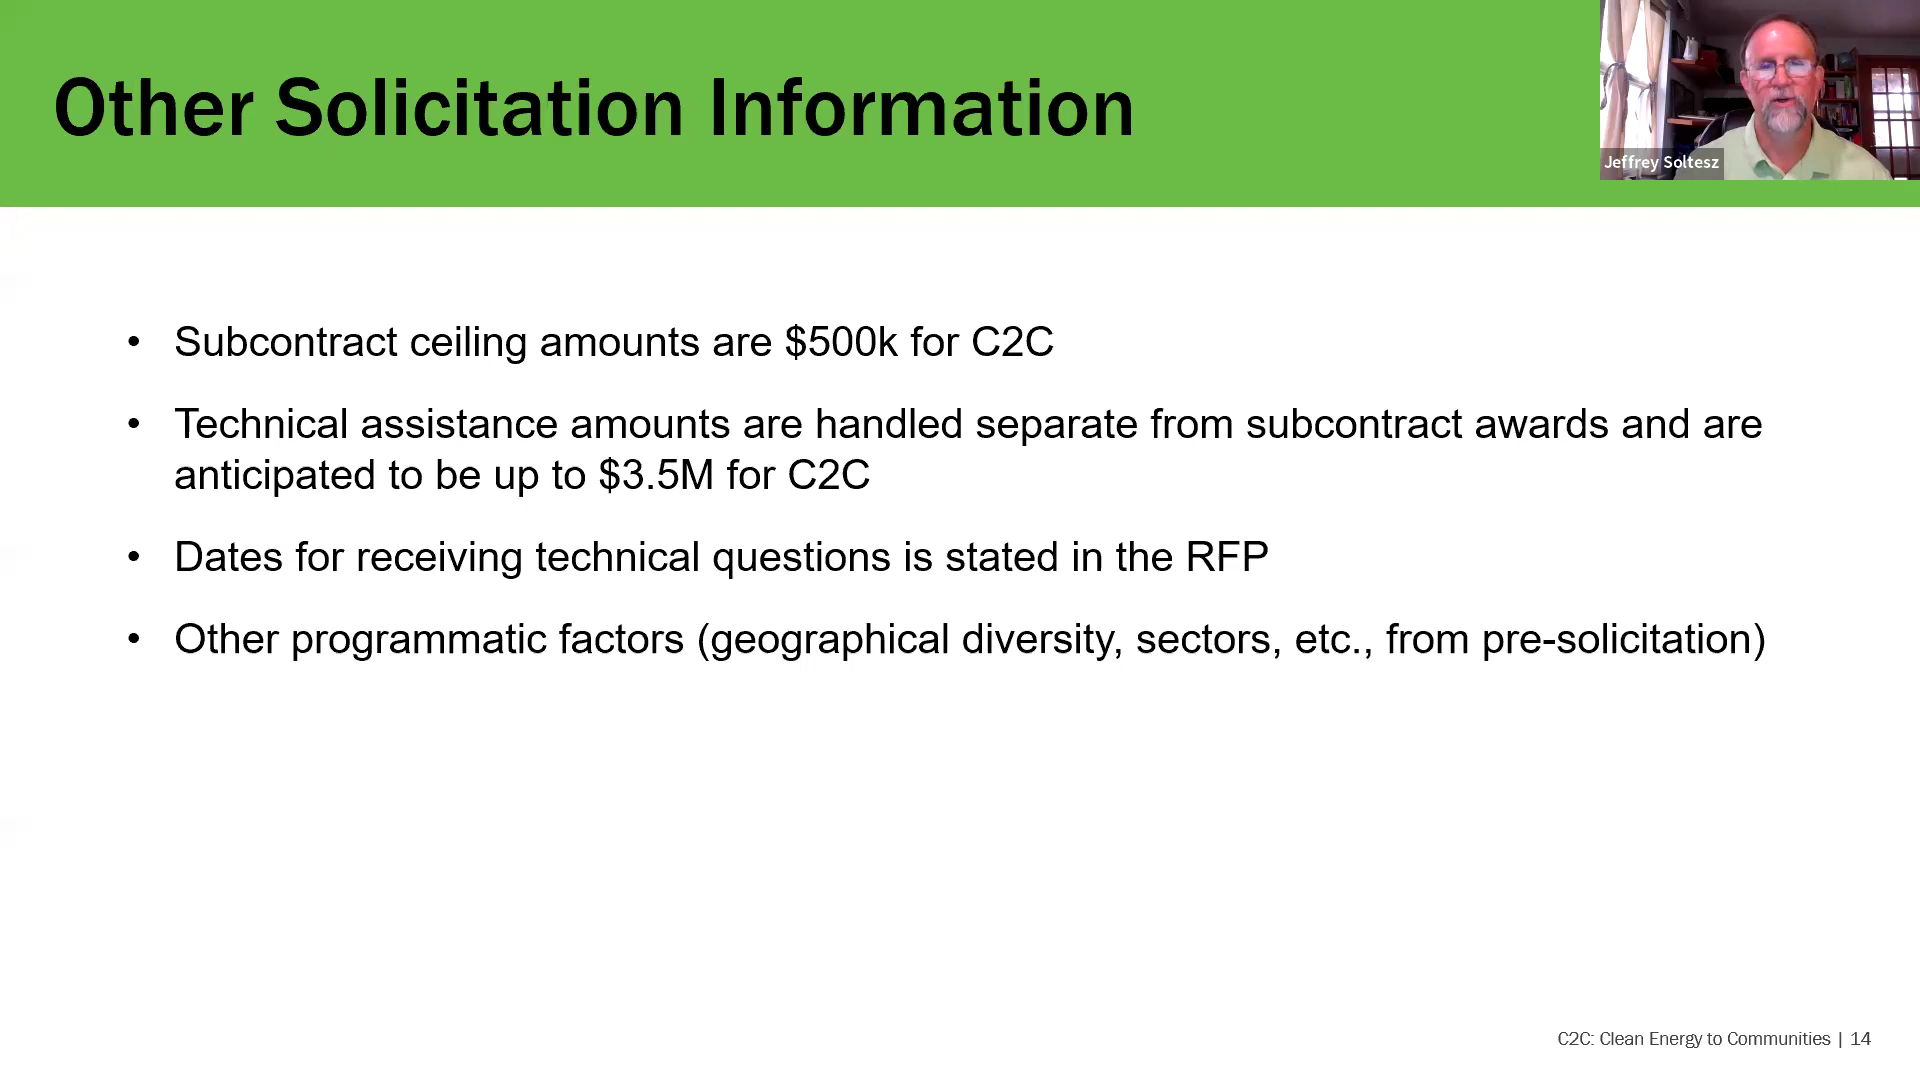 Other Solicitation Information
Jeffrey Soltesz
• Subcontract ceiling amounts are $500k for C2C
• Technical assistance amounts are handled separate from subcontract awards and are
anticipated to be up to $3.5M for C2C
• Dates for receiving technical questions is stated in the RFP
• Other programmatic factors (geographical diversity, sectors, etc., from pre-solicitation)
C2C: Clean Energy to Communities | 14